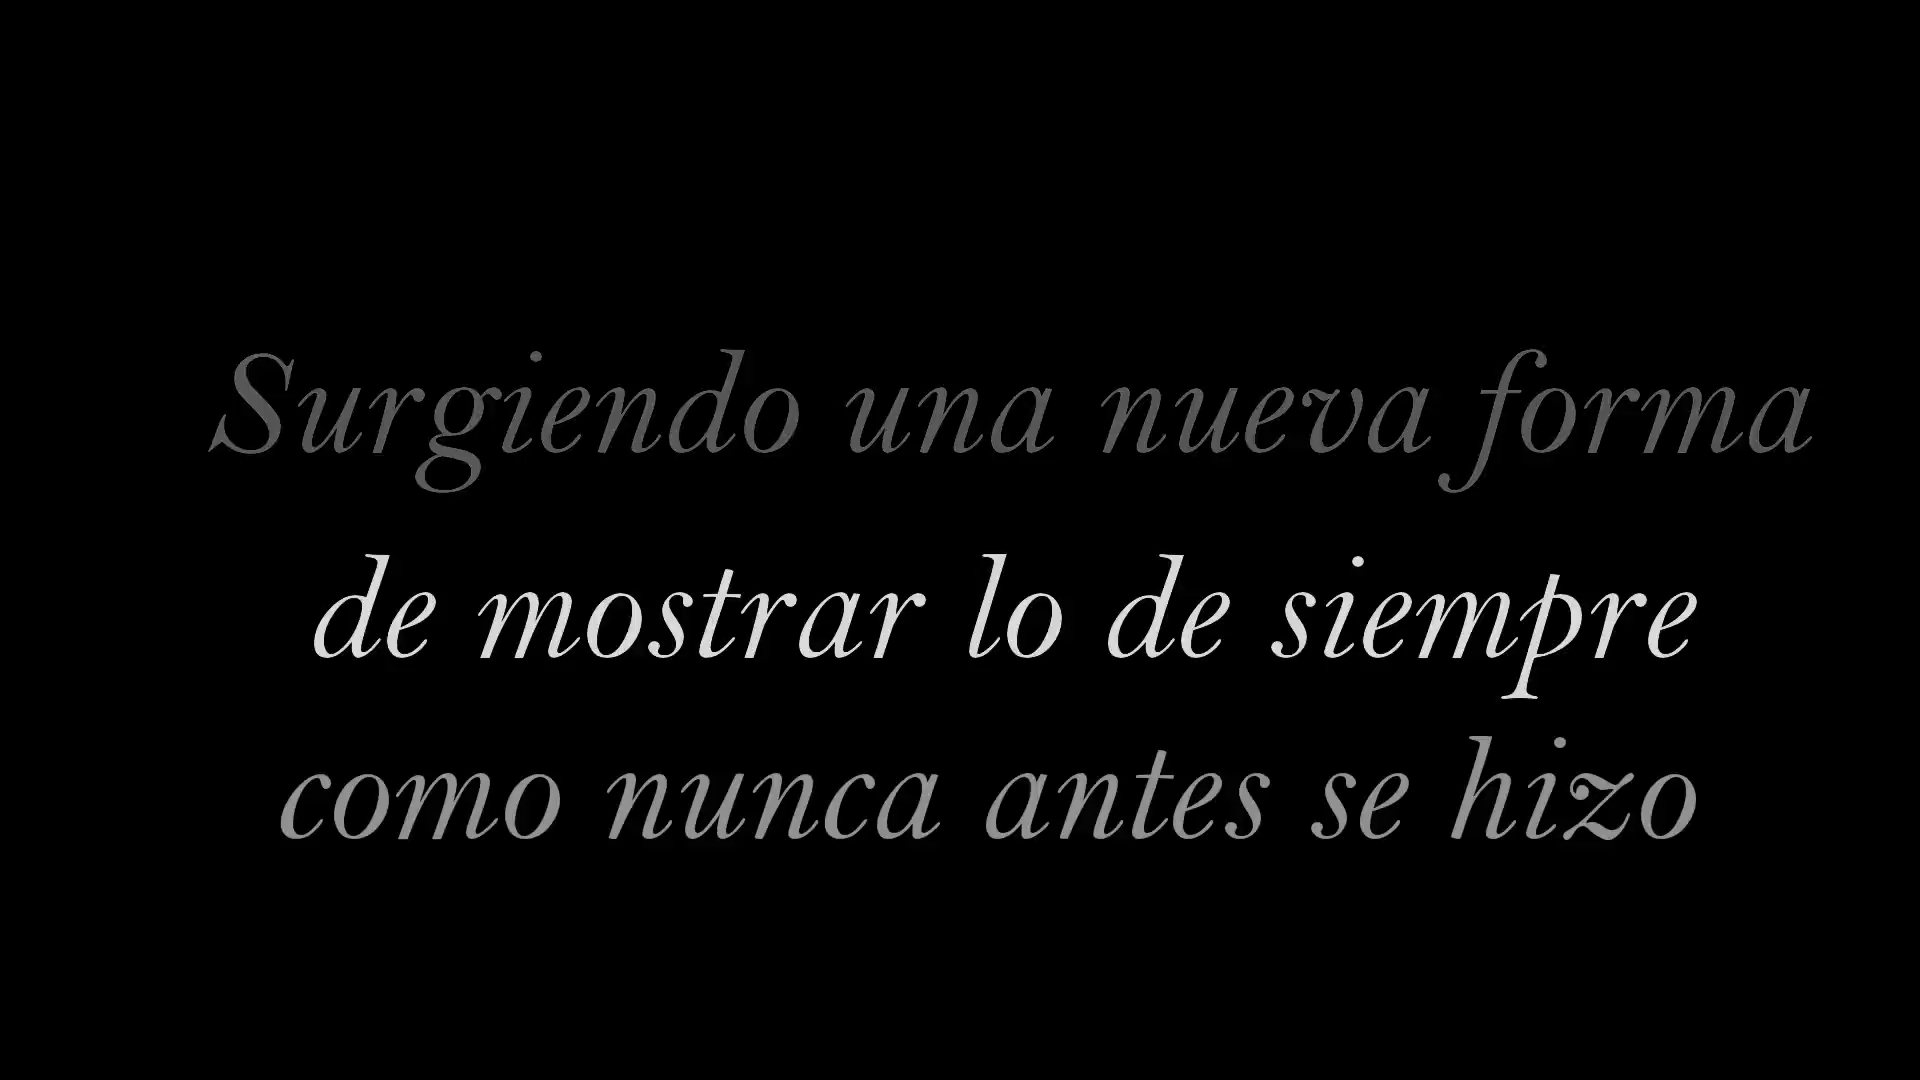 Surgiendo una nueva forma
de mostrar lo de siempre
como nunca antes se hizo